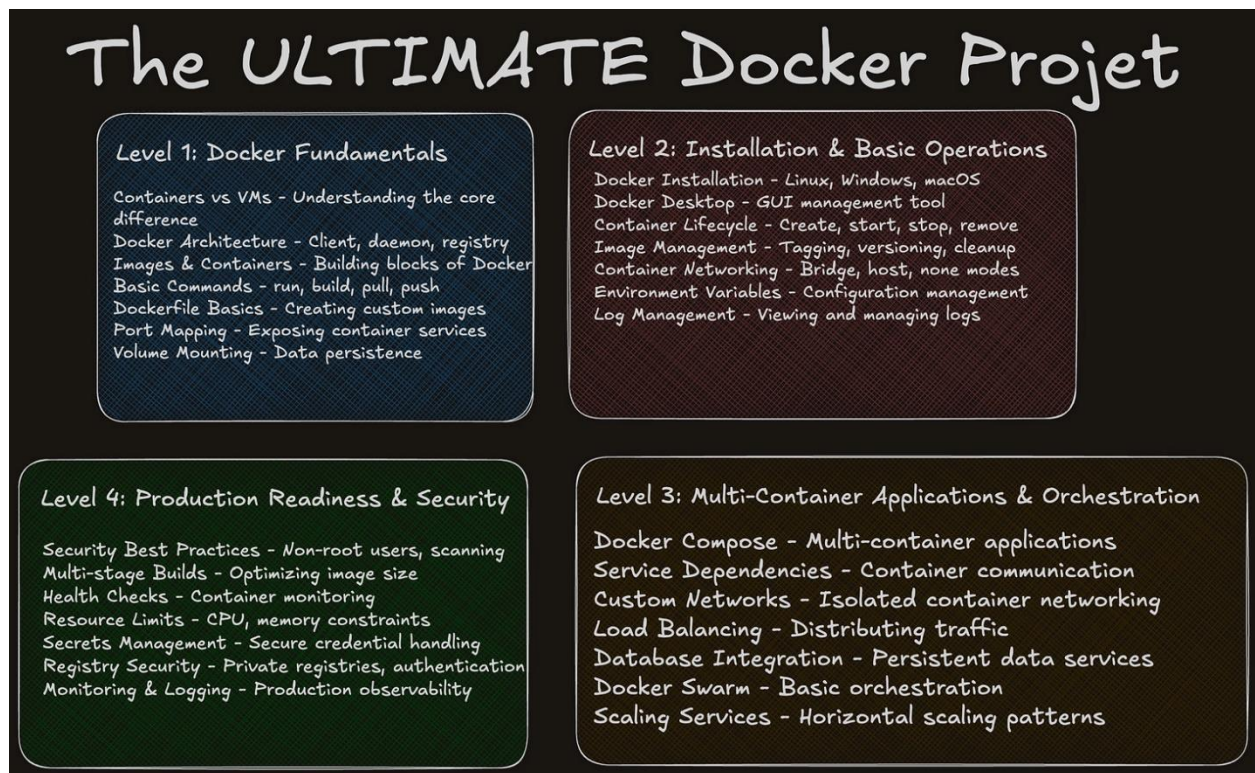 The ULTIMATE Docker Projet
Level 1: Docker Fundamentals
Containers vs VMs - Understanding the core
difference
Docker Architecture - Client, daemon, registry
Images & Containers - Building blocks of Docker
Basic Commands - run, build, pull, push
Dockerfile Basics - Creating custom images
Port Mapping - Exposing container services
Volume Mounting - Data persistence
Level 2: Installation & Basic Operations
Docker Installation - Linux, Windows, macOS
Docker Desktop - GUI management tool
Container Lifecycle - Create, start, stop, remove
Image Management - Tagging, versioning, cleanup
Container Networking - Bridge, host, none modes
Environment Variables - Configuration management
Log Management - Viewing and managing logs
Level 4: Production Readiness & Security
Security Best Practices - Non-root users, scanning
Multi-stage Builds - Optimizing image size
Health Checks - Container monitoring
Resource Limits - CPU, memory constraints
Secrets Management - Secure credential handling
Registry Security - Private registries, authentication
Monitoring & Logging - Production observability
Level 3: Multi-Container Applications & Orchestration
Docker Compose - Multi-container applications
Service Dependencies - Container communication
Custom Networks - Isolated container networking
Load Balancing - Distributing traffic
Database Integration - Persistent data services
Docker Swarm - Basic orchestration
Scaling Services - Horizontal scaling patterns